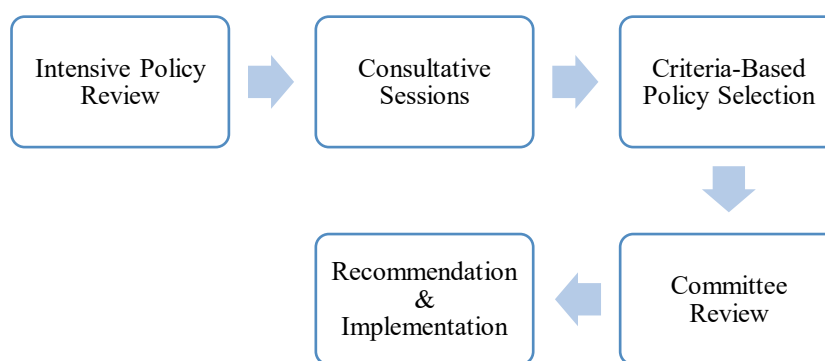 Intensive Policy
Review
Consultative
Sessions
Criteria-Based
Policy Selection
Committee
Review
Recommendation
&
Implementation